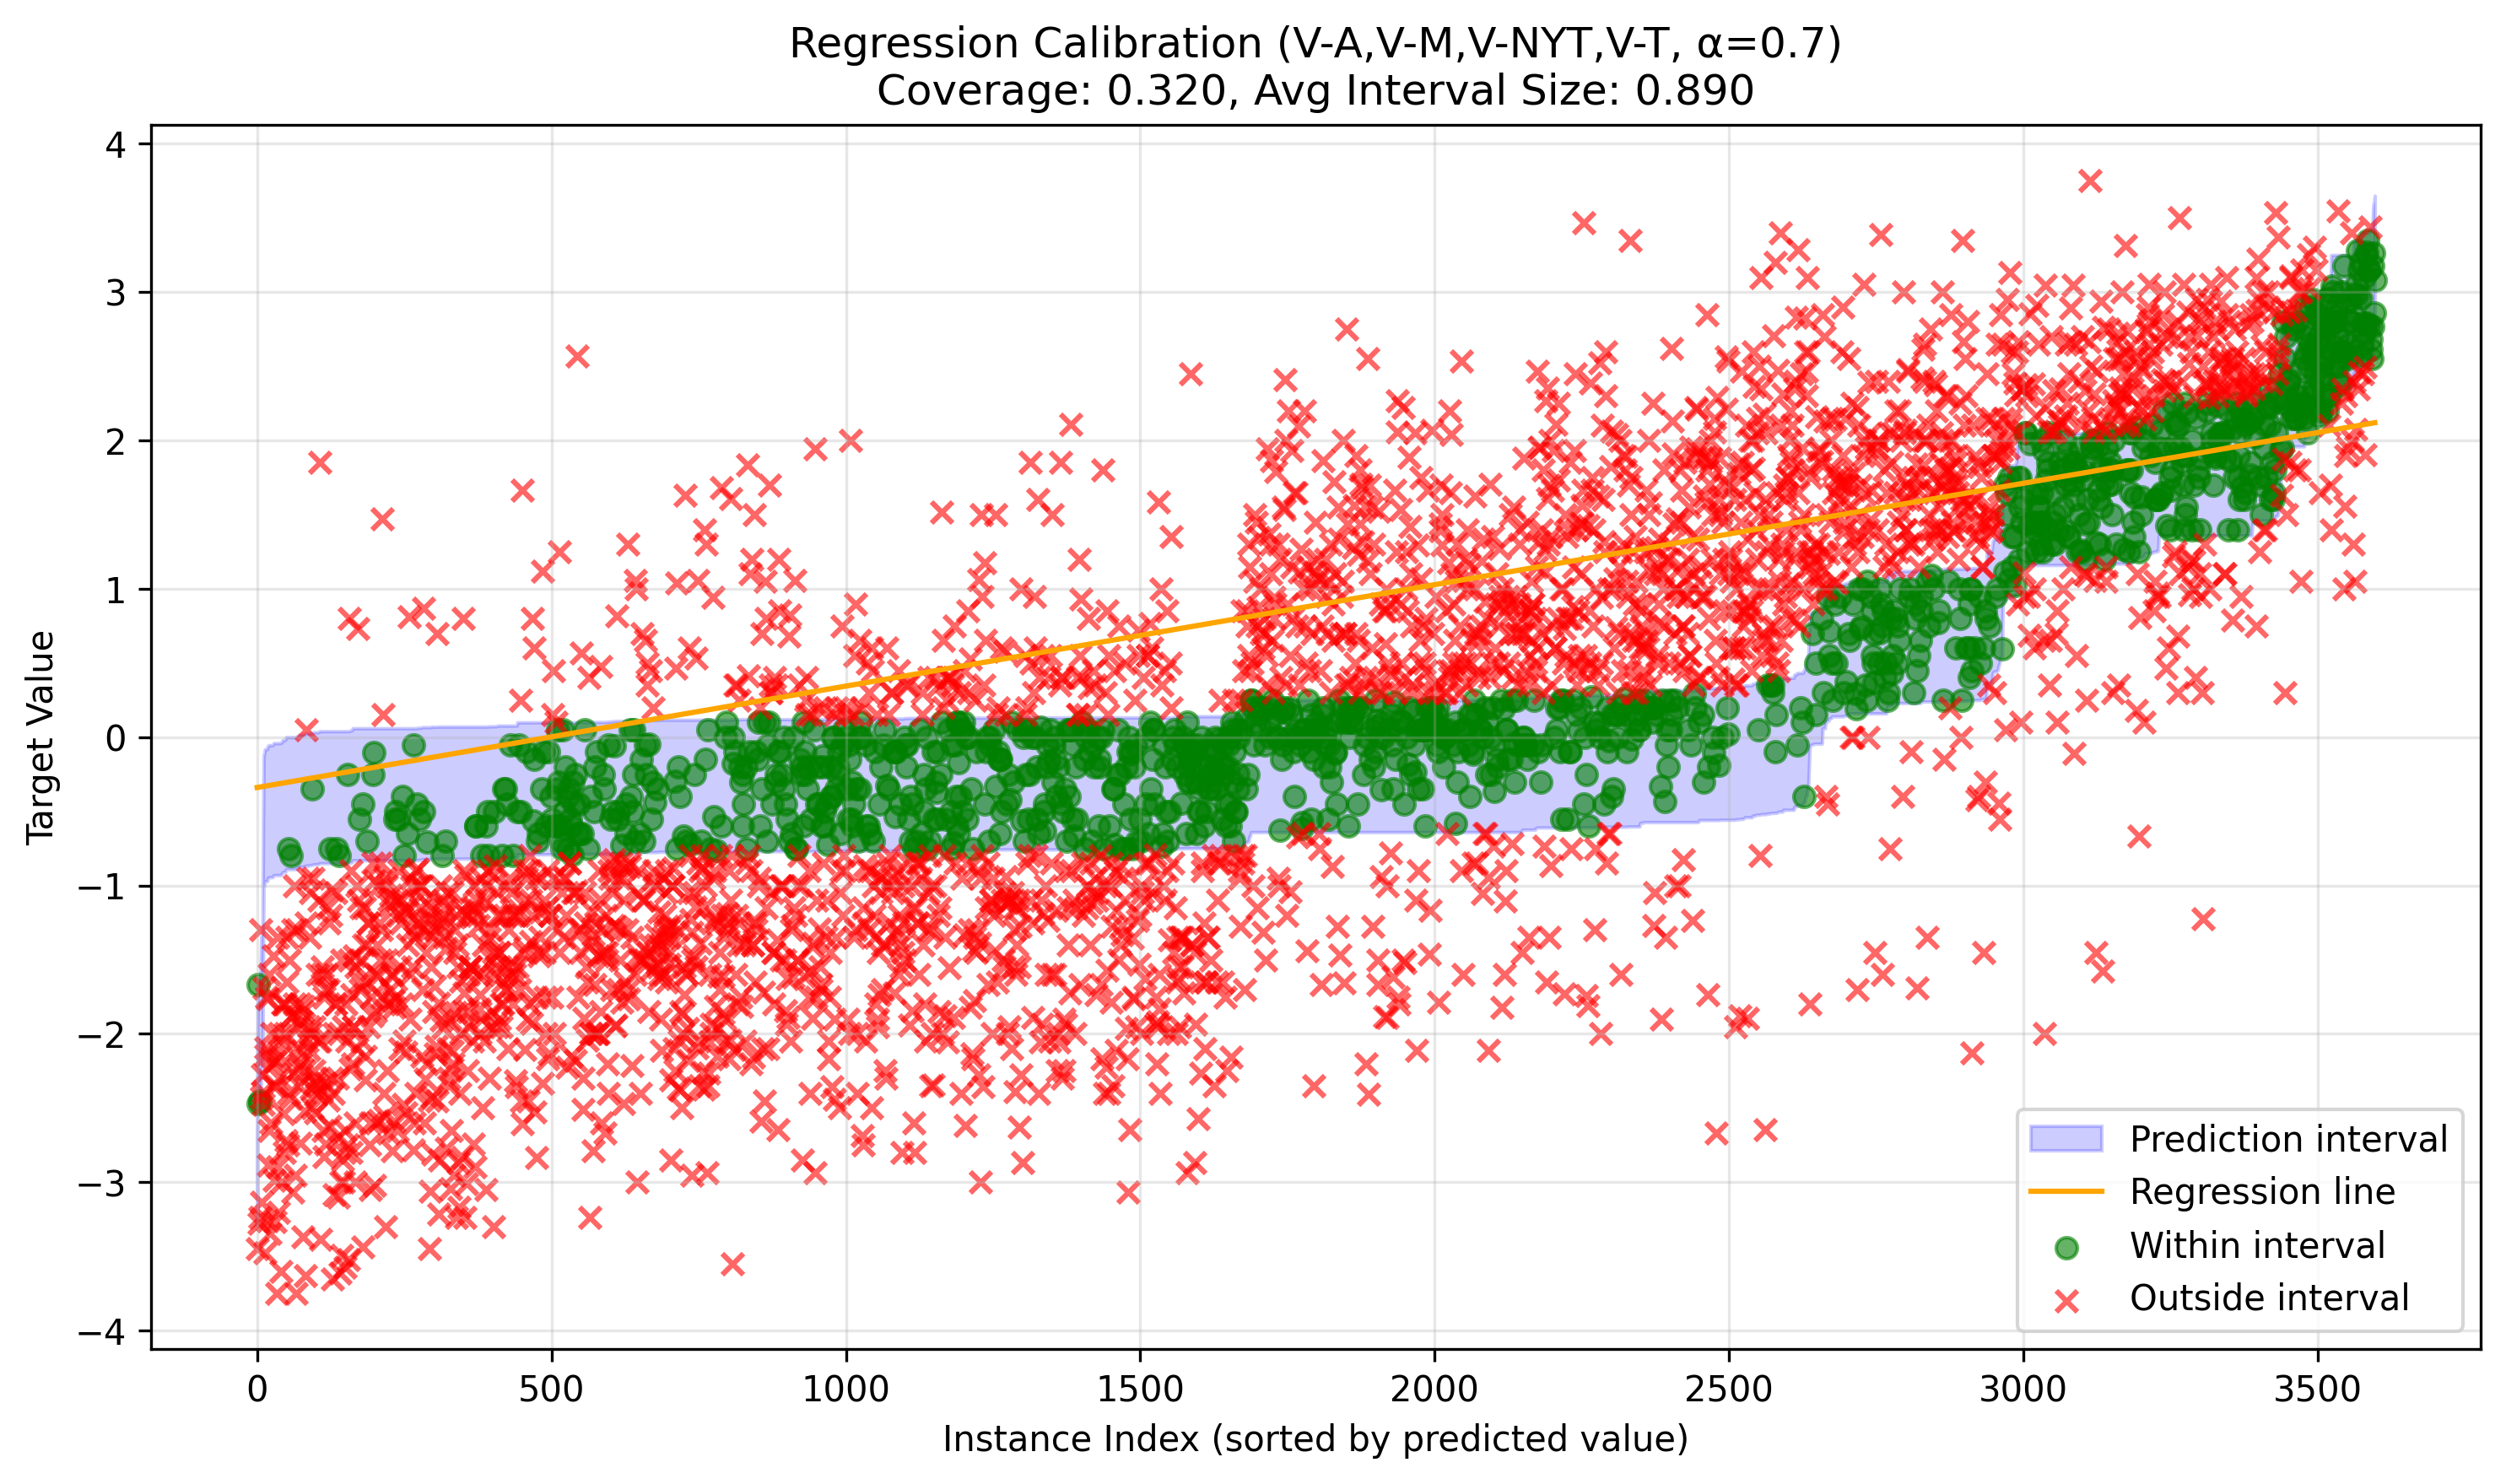 Regression Calibration (V-A,V-M,V-NYT,V-T, α=0.7)
Coverage: 0.320, Avg Interval Size: 0.890
Target Value
4
3
2
1
0
−1
−2
−3
−4
0 500 1000 1500 2000 2500 3000 3500
Instance Index (sorted by predicted value)
Prediction interval
Regression line
Within interval
Outside interval